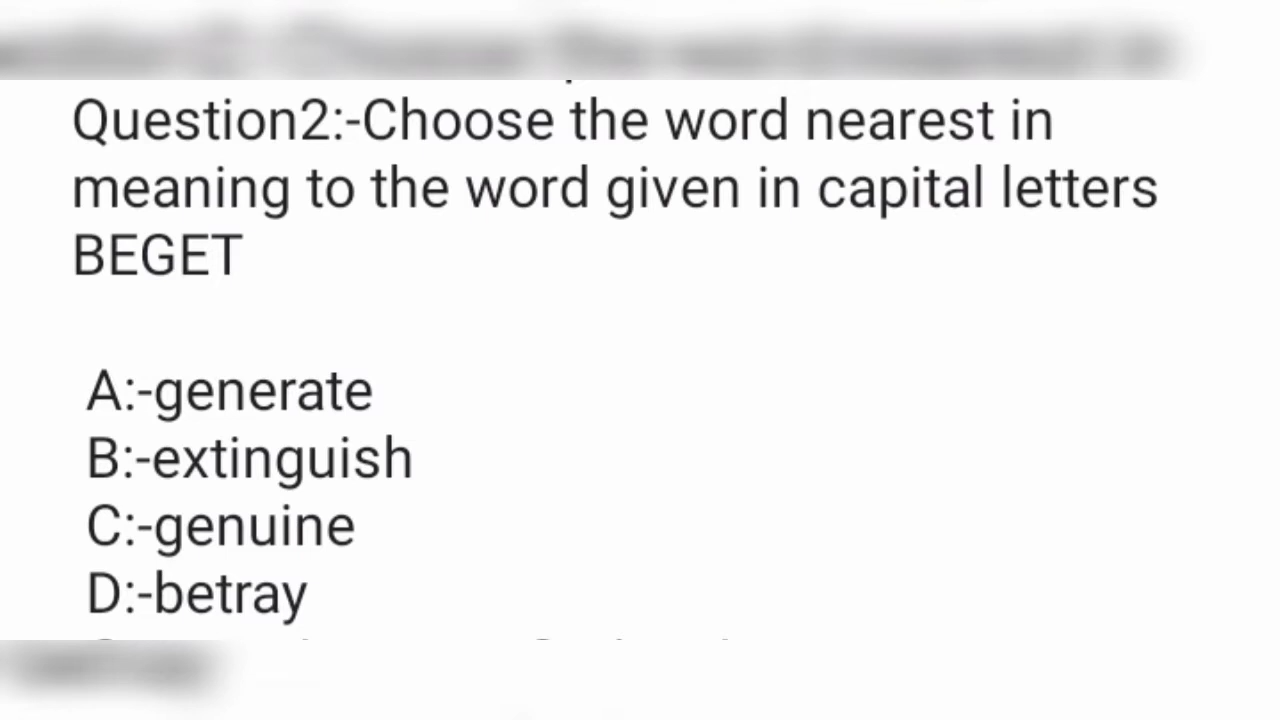 Question2:-Choose the word nearest in
meaning to the word given in capital letters
BEGET
A:-generate
B:-extinguish
C:-genuine
D:-betray